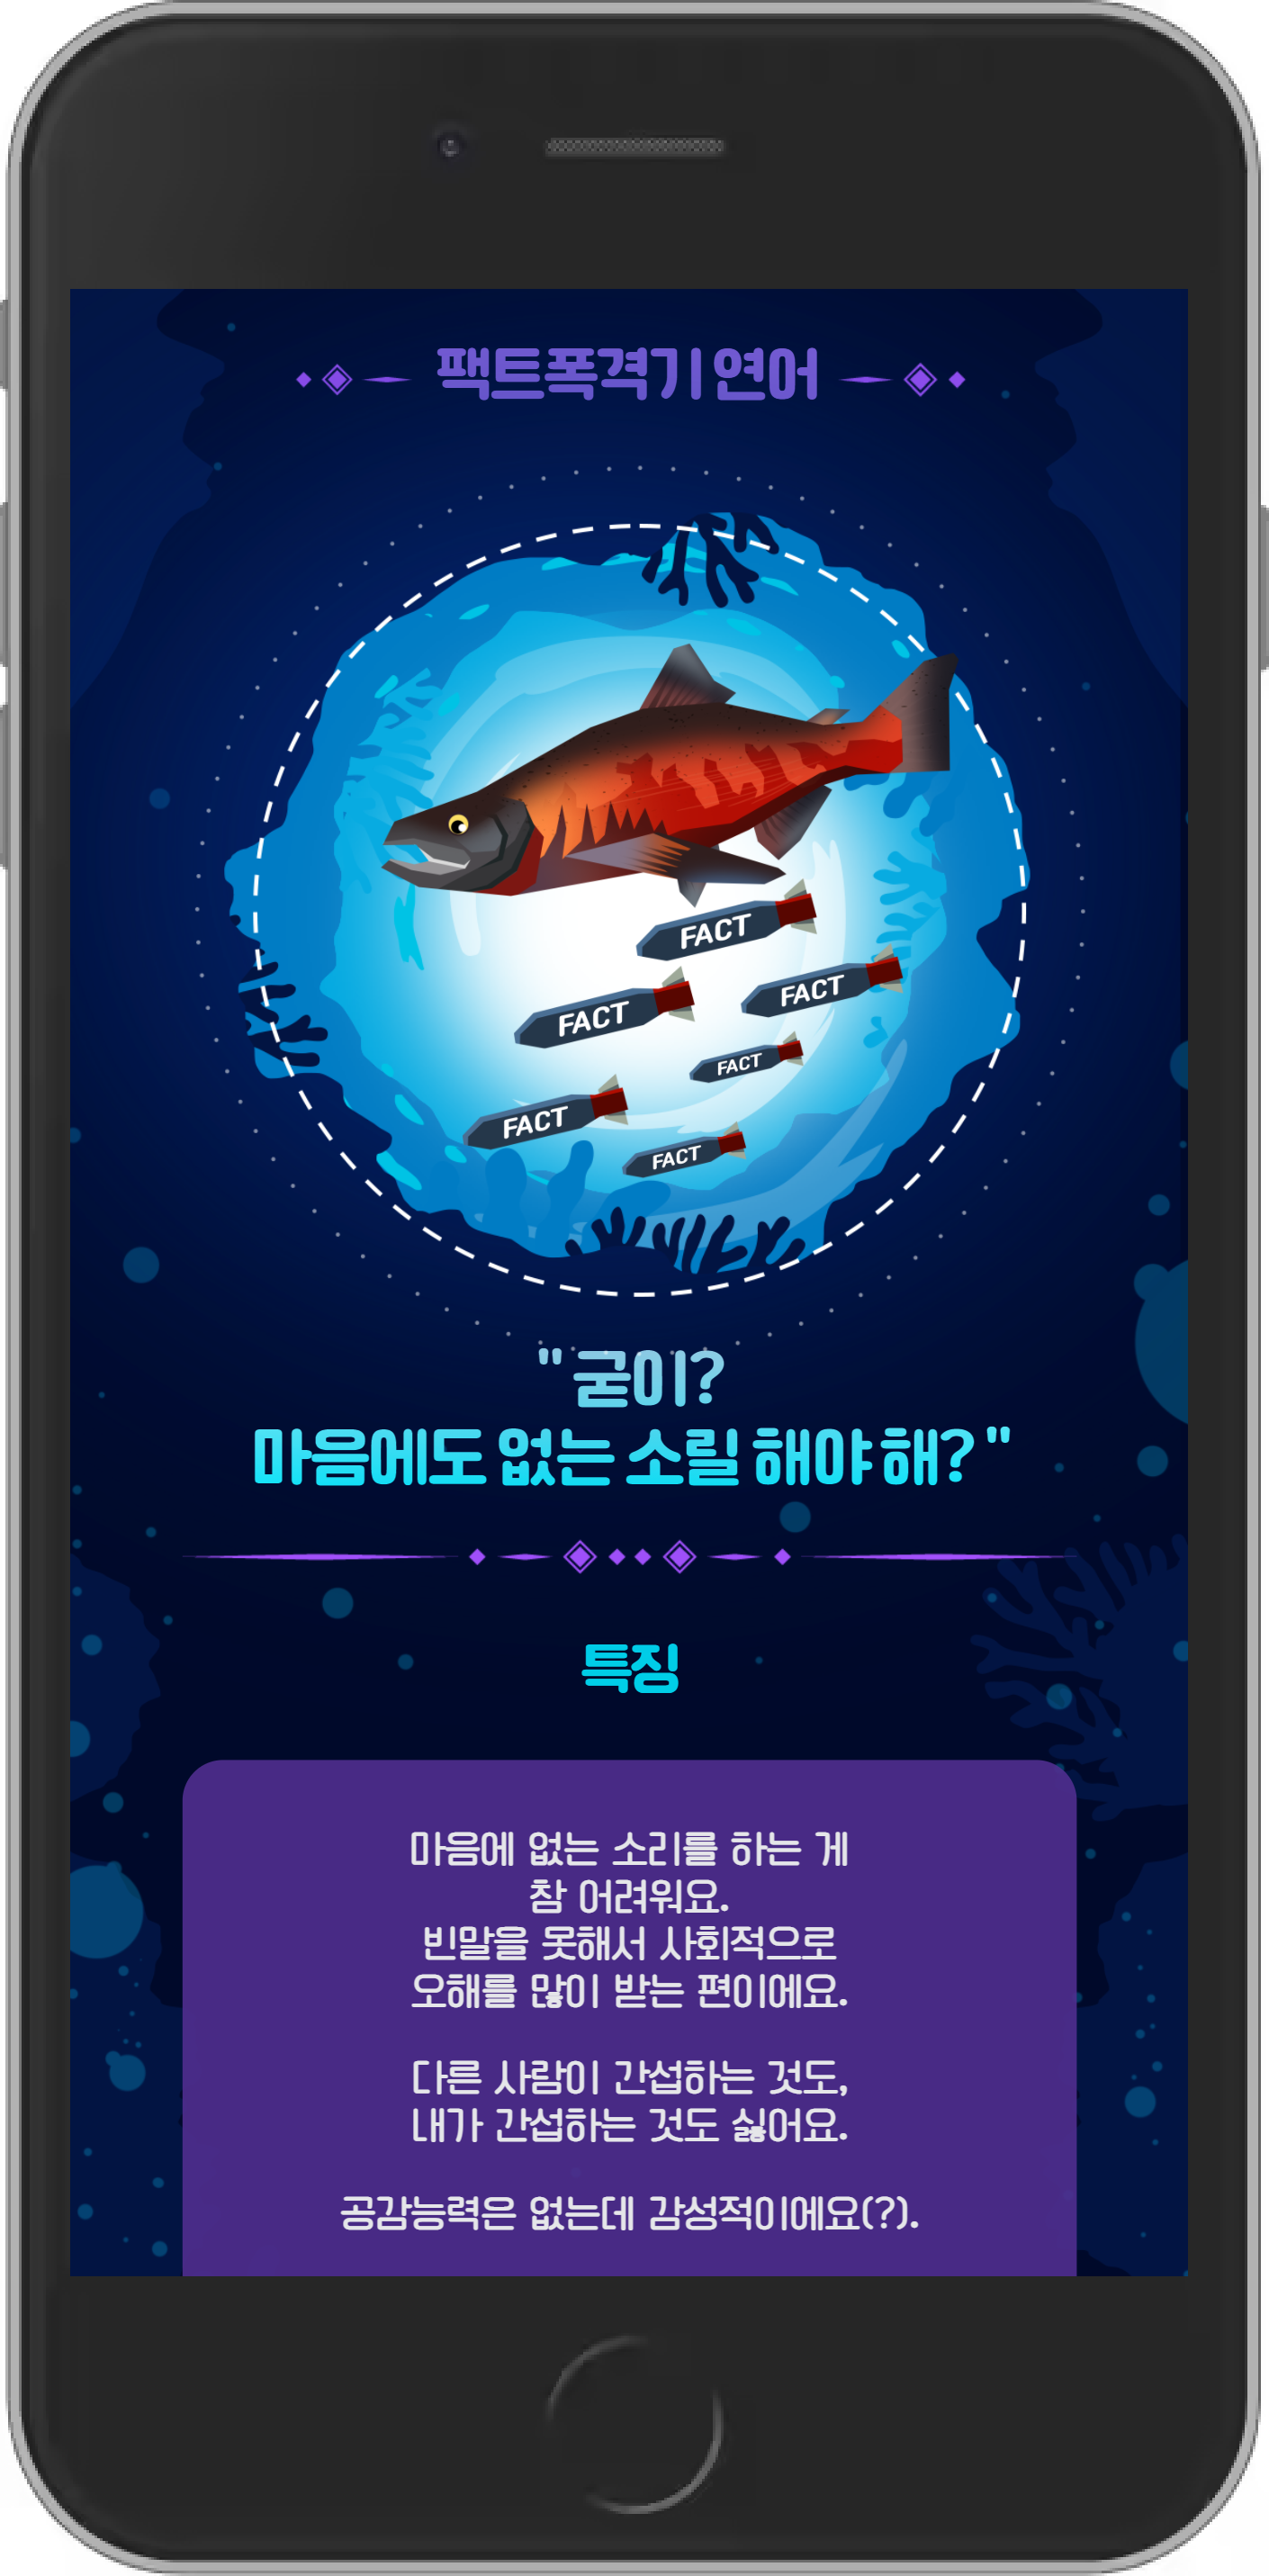 팩트폭격기 연어
FACT
FACT
FACT
FACT
FACT
FACT
"굳이?
마음에도 없는 소릴 해야 해?"
특징
마음에 없는 소리를 하는 게
참 어려워요.
빈말을 못해서 사회적으로
오해를 많이 받는 편이에요.
다른 사람이 간섭하는 것도,
내가 간섭하는 것도 싫어요.
공감능력은 없는데 감성적이에요(?).